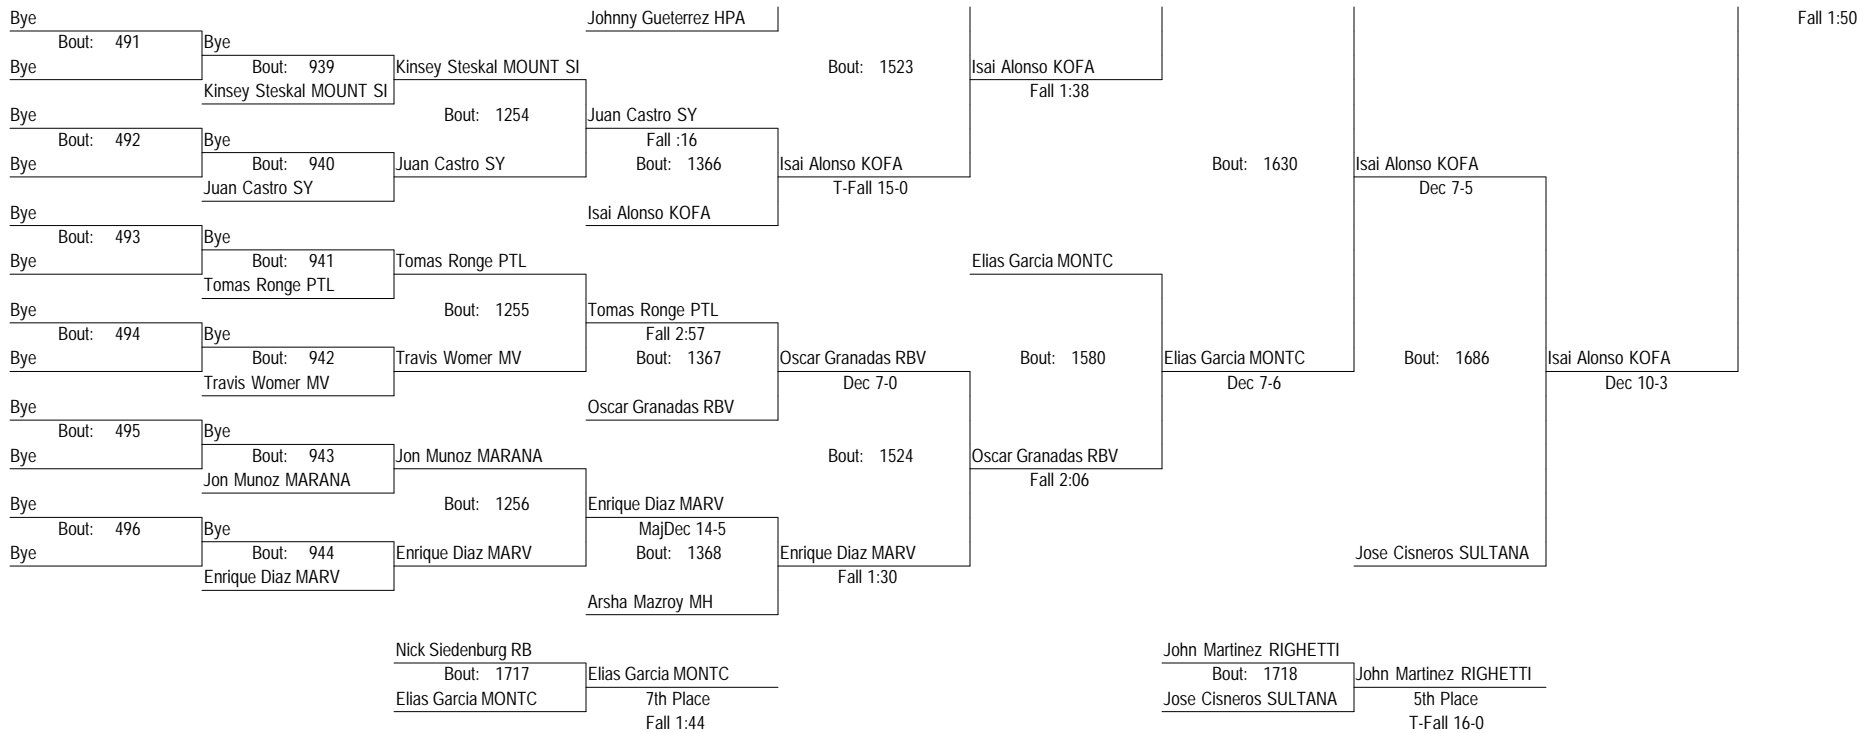 Bye Johnny Gueterrez HPA Fall 1:50
Bout: 491 Bye
Bye Bout: 939 Kinsey Steskal MOUNT SI Bout: 1523 Isai Alonso KOFA
Kinsey Steskal MOUNT SI Fall 1:38
Bye Bout: 1254 Juan Castro SY
Bout: 492 Bye Fall :16
Bye Bout: 940 Juan Castro SY Bout: 1366 Isai Alonso KOFA Bout: 1630 Isai Alonso KOFA
Juan Castro SY T-Fall 15-0 Dec 7-5
Bye Isai Alonso KOFA
Bout: 493 Bye
Bye Bout: 941 Tomas Ronge PTL Elias Garcia MONTC
Tomas Ronge PTL
Bye Bout: 1255 Tomas Ronge PTL
Bout: 494 Bye Fall 2:57
Bye Bout: 942 Travis Womer MV Bout: 1367 Oscar Granadas RBV Bout: 1580 Elias Garcia MONTC Bout: 1686 Isai Alonso KOFA
Travis Womer MV Dec 7-0 Dec 7-6 Dec 10-3
Bye Oscar Granadas RBV
Bout: 495 Bye
Bye Bout: 943 Jon Munoz MARANA Bout: 1524 Oscar Granadas RBV
Jon Munoz MARANA Fall 2:06
Bye Bout: 1256 Enrique Diaz MARV
Bout: 496 Bye MajDec 14-5
Bye Bout: 944 Enrique Diaz MARV Bout: 1368 Enrique Diaz MARV Jose Cisneros SULTANA
Enrique Diaz MARV Fall 1:30
Arsha Mazroy MH
Nick Siedenburg RB John Martinez RIGHETTI
Bout: 1717 Elias Garcia MONTC Bout: 1718 John Martinez RIGHETTI
Elias Garcia MONTC 7th Place Jose Cisneros SULTANA 5th Place
Fall 1:44 T-Fall 16-0